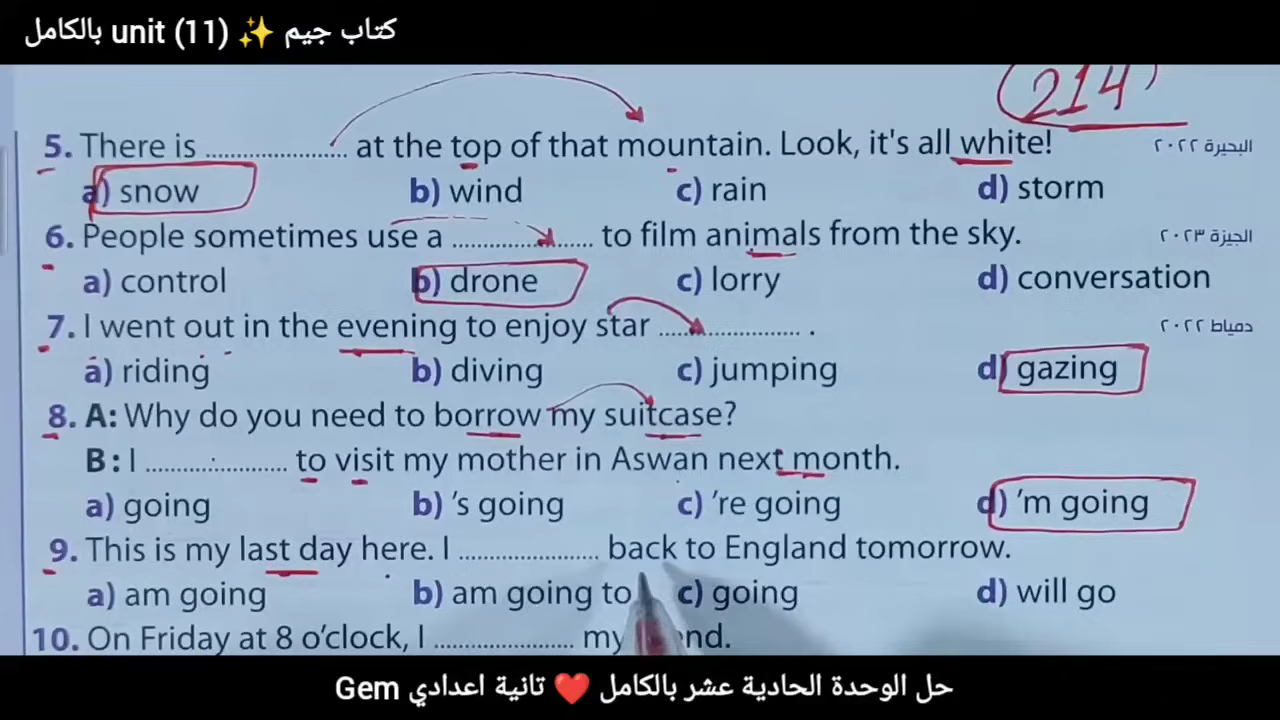 كتاب جيم ✨ unit (11) بالكامل
214
5. There is ........................ at the top of that mountain. Look, it's all white! البحيرة ٢٠٢٢
a) snow b) wind c) rain d) storm
6. People sometimes use a ........................ to film animals from the sky. الجيزة ٢٠٢٣
a) control b) drone c) lorry d) conversation
7. I went out in the evening to enjoy star ........................ . دمياط ٢٠٢٢
a) riding b) diving c) jumping d) gazing
8. A: Why do you need to borrow my suitcase?
B : I ........................ to visit my mother in Aswan next month.
a) going b) 's going c) 're going d) 'm going
9. This is my last day here. I ........................ back to England tomorrow.
a) am going b) am going to c) going d) will go
10. On Friday at 8 o'clock, I ........................ my
حل الوحدة الحادية عشر بالكامل ❤️ تانية اعدادي Gem